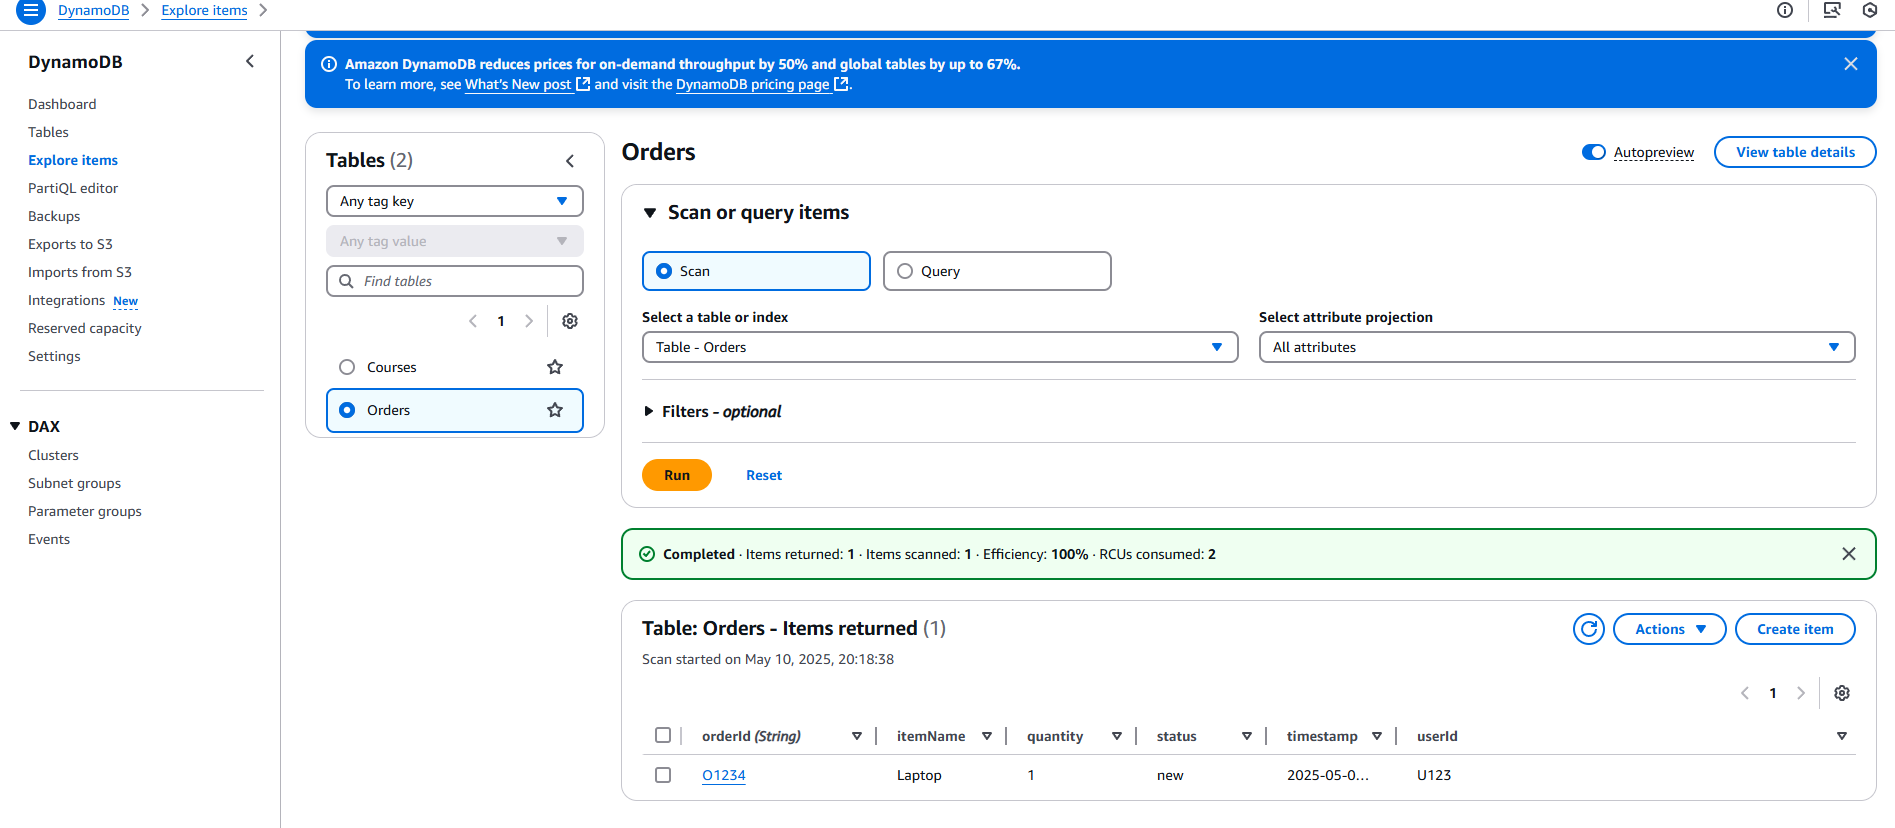 DynamoDB
Explore items
DynamoDB
Dashboard
Tables
Explore items
PartiQL editor
Backups
Exports to S3
Imports from S3
Integrations New
Reserved capacity
Settings
DAX
Clusters
Subnet groups
Parameter groups
Events
Amazon DynamoDB reduces prices for on-demand throughput by 50% and global tables by up to 67%.
To learn more, see What's New post and visit the DynamoDB pricing page.
Tables (2)
Any tag key
Any tag value
Find tables
1
Courses
Orders
Orders
Autopreview
View table details
Scan or query items
Scan
Query
Select a table or index
Select attribute projection
Table - Orders
All attributes
Filters - optional
Run
Reset
Completed · Items returned: 1 · Items scanned: 1 · Efficiency: 100% · RCUs consumed: 2
Table: Orders - Items returned (1)
Actions
Create item
Scan started on May 10, 2025, 20:18:38
1
orderId (String) itemName quantity status timestamp userId
O1234 Laptop 1 new 2025-05-0... U123